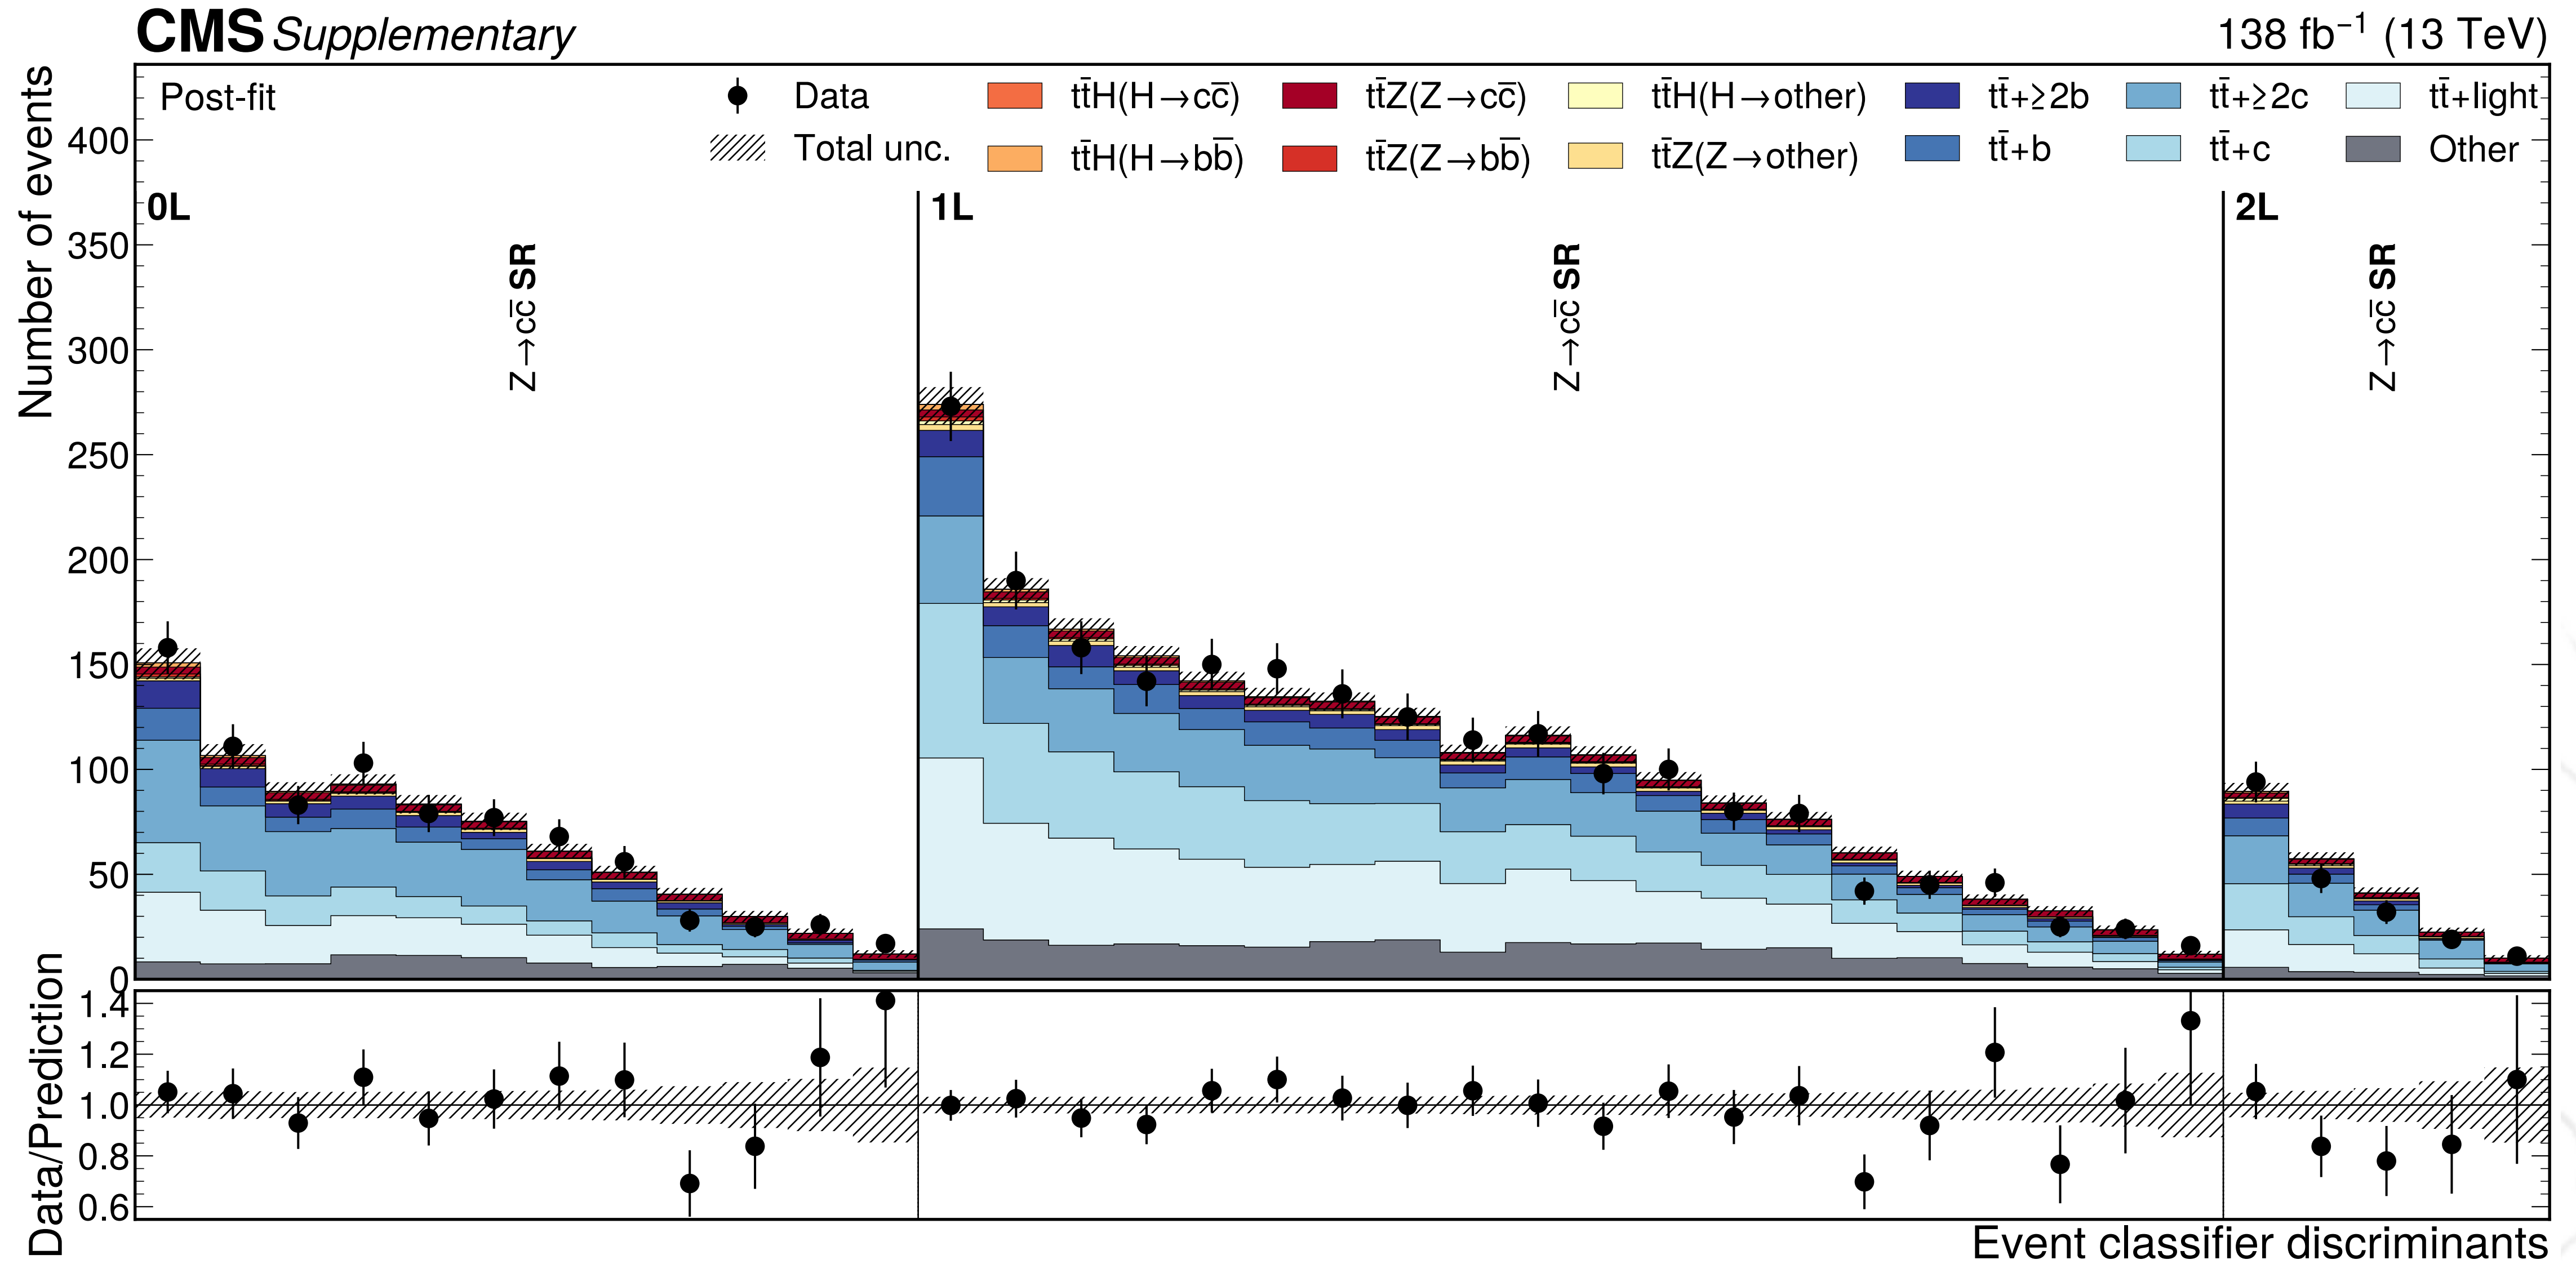 CMS Supplementary
138 fb⁻¹ (13 TeV)
Number of events
Post-fit
Data
Total unc.
tt̄H(H→cc̄)
tt̄H(H→bb̄)
tt̄Z(Z→cc̄)
tt̄Z(Z→bb̄)
tt̄H(H→other)
tt̄Z(Z→other)
tt̄+≥2b
tt̄+b
tt̄+≥2c
tt̄+c
tt̄+light
Other
0L
1L
2L
Z→cc̄ SR
Z→cc̄ SR
Z→cc̄ SR
400
350
300
250
200
150
100
50
0
Data/Prediction
1.4
1.2
1.0
0.8
0.6
Event classifier discriminants